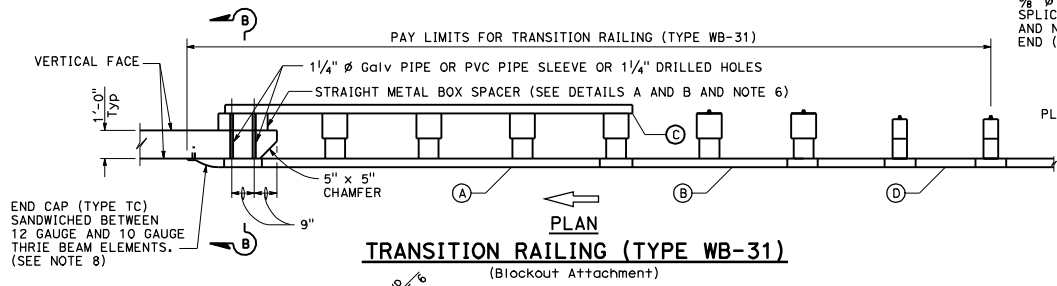 B
⅞ Ø
SPLIC
AND N
END (
PAY LIMITS FOR TRANSITION RAILING (TYPE WB-31)
VERTICAL FACE
1¼" Ø Galv PIPE OR PVC PIPE SLEEVE OR 1¼" DRILLED HOLES
STRAIGHT METAL BOX SPACER (SEE DETAILS A AND B AND NOTE 6)
1'-0"
TYP
PL
C
5" x 5"
CHAMFER
A
B
D
9"
END CAP (TYPE TC)
SANDWICHED BETWEEN
12 GAUGE AND 10 GAUGE
THRIE BEAM ELEMENTS.
(SEE NOTE 8)
B
PLAN
TRANSITION RAILING (TYPE WB-31)
(Blockout Attachment)